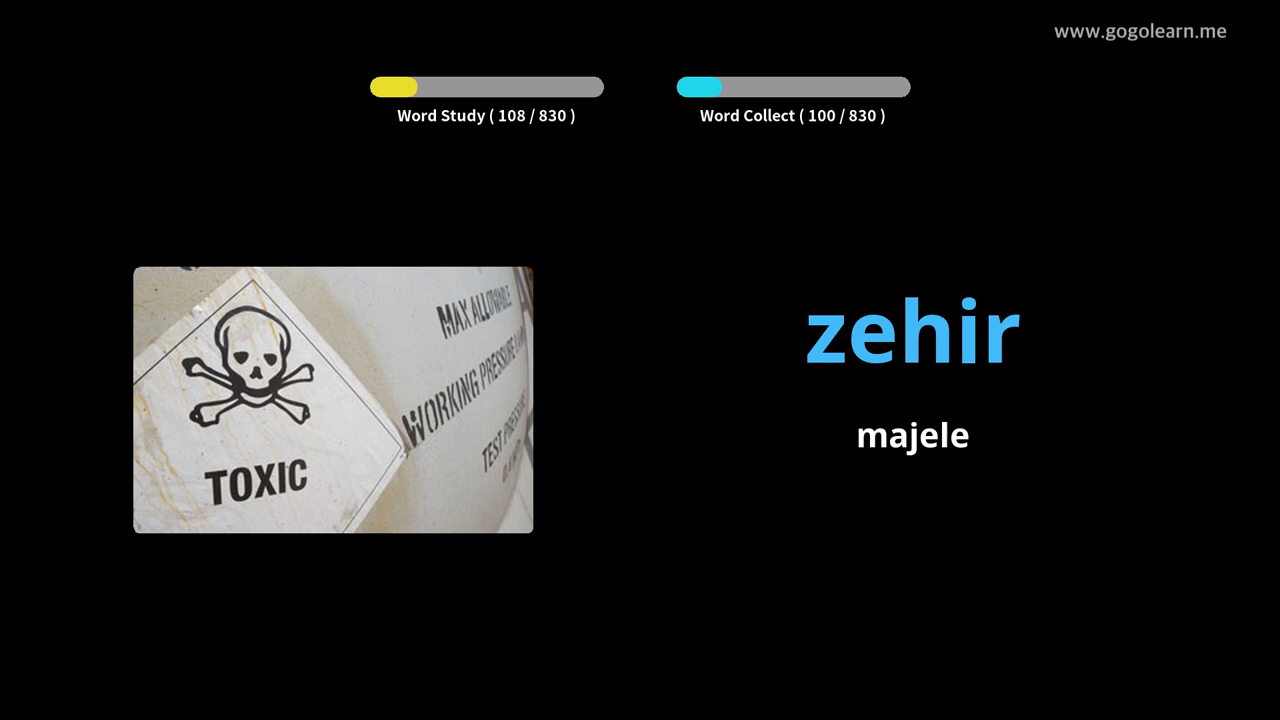 www.gogolearn.me
Word Study ( 108 / 830 )
Word Collect ( 100 / 830 )
MAX ALLOWABLE
WORKING PRESSURE
TEST PRESSURE
TOXIC
zehir
majele